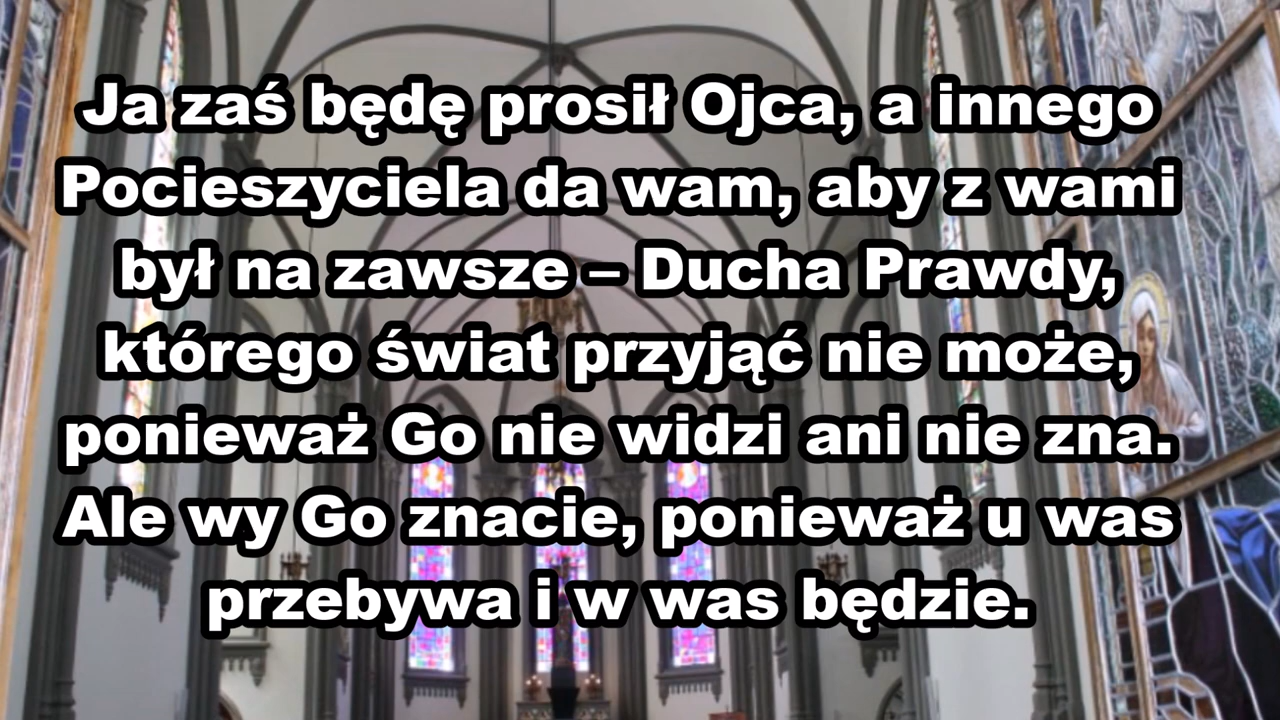 Ja zaś będę prosił Ojca, a innego
Pocieszyciela da wam, aby z wami
był na zawsze – Ducha Prawdy,
którego świat przyjąć nie może,
ponieważ Go nie widzi ani nie zna.
Ale wy Go znacie, ponieważ u was
przebywa i w was będzie.